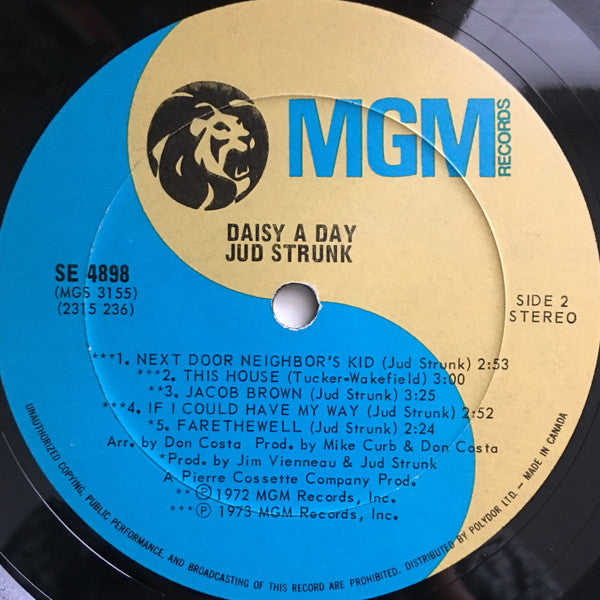 MGM
RECORDS
DAISY A DAY
JUD STRUNK
SE 4898
(MGS 3155)
(2315 236)
SIDE 2
STEREO
***1. NEXT DOOR NEIGHBOR'S KID (Jud Strunk) 2:53
***2. THIS HOUSE (Tucker-Wakefield) 3:00
**3. JACOB BROWN (Jud Strunk) 3:25
***4. IF I COULD HAVE MY WAY (Jud Strunk) 2:52
*5. FARETHEWELL (Jud Strunk) 2:24
Arr. by Don Costa Prod. by Mike Curb & Don Costa
*Prod. by Jim Vienneau & Jud Strunk
A Pierre Cossette Company Prod.
**Ⓟ 1972 MGM Records, Inc.
***Ⓟ 1973 MGM Records, Inc.
UNAUTHORIZED COPYING, PUBLIC PERFORMANCE, AND BROADCASTING OF THIS RECORD ARE PROHIBITED. DISTRIBUTED BY POLYDOR LTD. - MADE IN CANADA